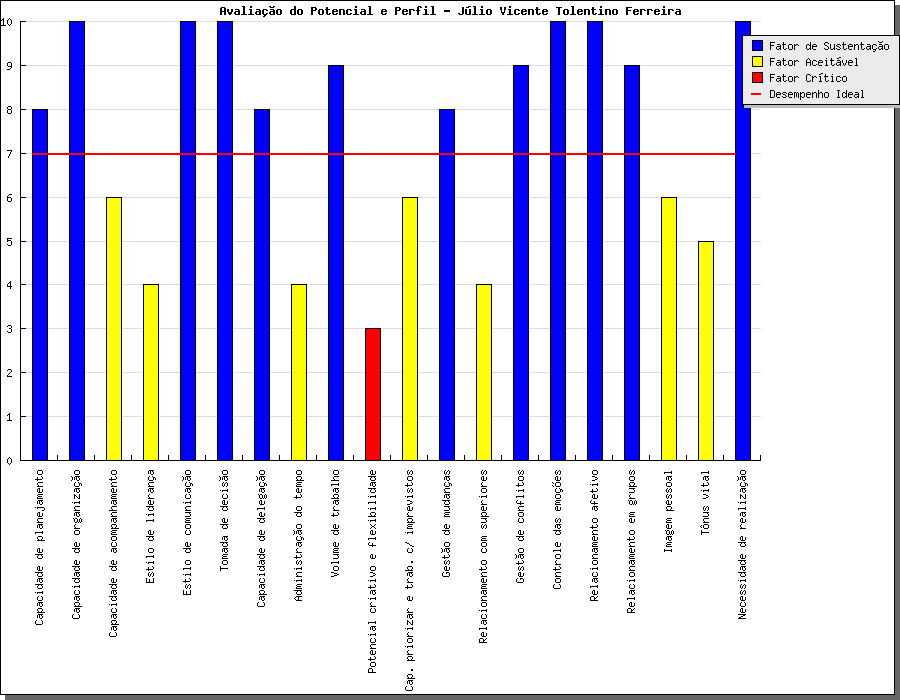 Avaliação do Potencial e Perfil - Júlio Vicente Tolentino Ferreira
10
9
8
7
6
5
4
3
2
1
0
Fator de Sustentação
Fator Aceitável
Fator Crítico
Desempenho Ideal
Capacidade de planejamento
Capacidade de organização
Capacidade de acompanhamento
Estilo de liderança
Estilo de comunicação
Tomada de decisão
Capacidade de delegação
Administração do tempo
Volume de trabalho
Potencial criativo e flexibilidade
Cap. priorizar e trab. c/ imprevistos
Gestão de mudanças
Relacionamento com superiores
Gestão de conflitos
Controle das emoções
Relacionamento afetivo
Relacionamento em grupos
Imagem pessoal
Tônus vital
Necessidade de realização